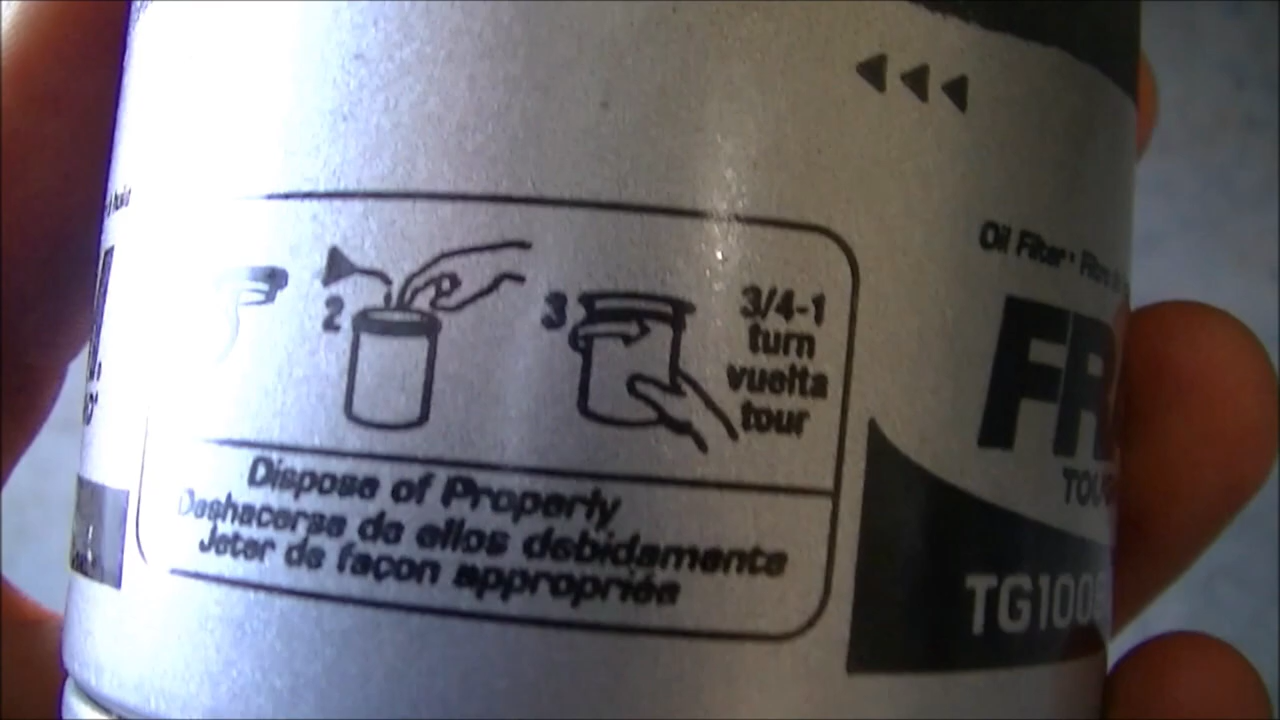 2
3
3/4-1
turn
vuelta
tour
Dispose of Properly
Deshacerse de ellos debidamente
Jeter de façon appropriée
Oil Filter •
FR
TG100